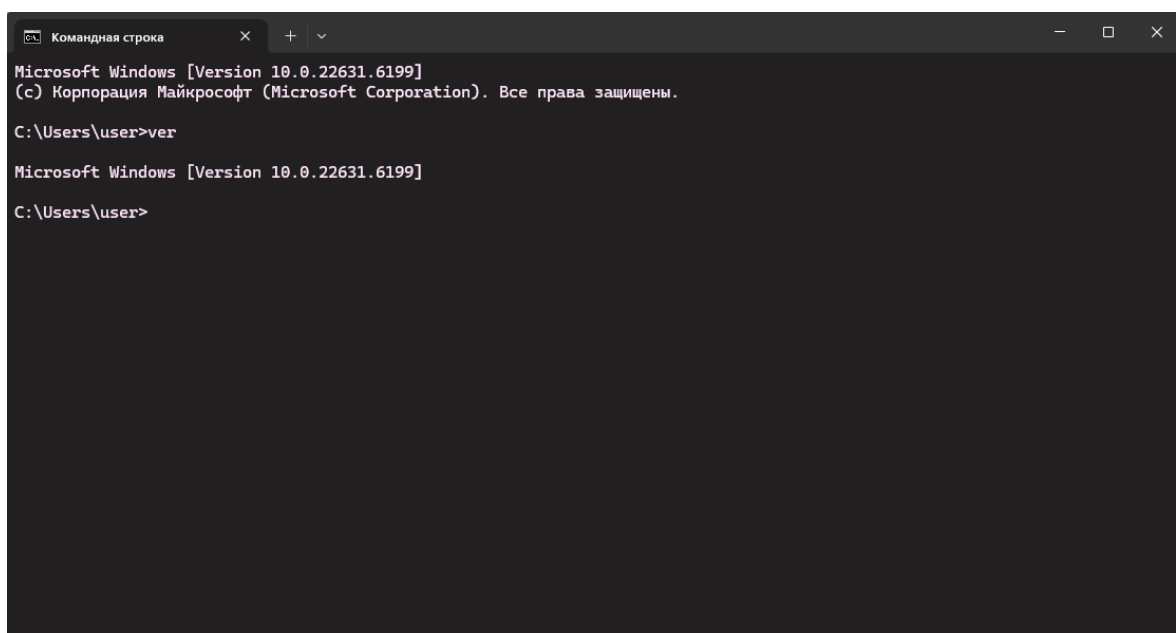 Командная строка
Microsoft Windows [Version 10.0.22631.6199]
(c) Корпорация Майкрософт (Microsoft Corporation). Все права защищены.
C:\Users\user>ver
Microsoft Windows [Version 10.0.22631.6199]
C:\Users\user>